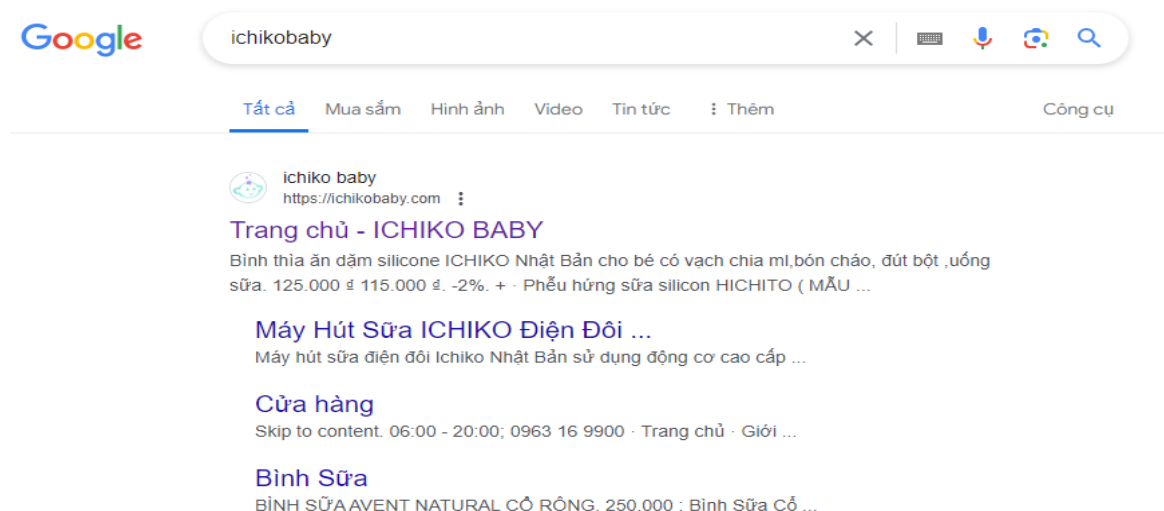 Google
ichikobaby
Tất cả Mua sắm Hình ảnh Video Tin tức Thêm Công cụ
ichiko baby
https://ichikobaby.com
Trang chủ - ICHIKO BABY
Bình thìa ăn dặm silicone ICHIKO Nhật Bản cho bé có vạch chia ml,bón cháo, đút bột ,uống
sữa. 125.000 ₫ 115.000 ₫. -2%. + · Phễu hứng sữa silicon HICHITO ( MẪU ...
Máy Hút Sữa ICHIKO Điện Đôi ...
Máy hút sữa điện đôi Ichiko Nhật Bản sử dụng động cơ cao cấp ...
Cửa hàng
Skip to content. 06:00 - 20:00; 0963 16 9900 · Trang chủ · Giới ...
Bình Sữa
BÌNH SỮA AVENT NATURAL CỔ RỘNG. 250.000 : Bình Sữa Cổ ...